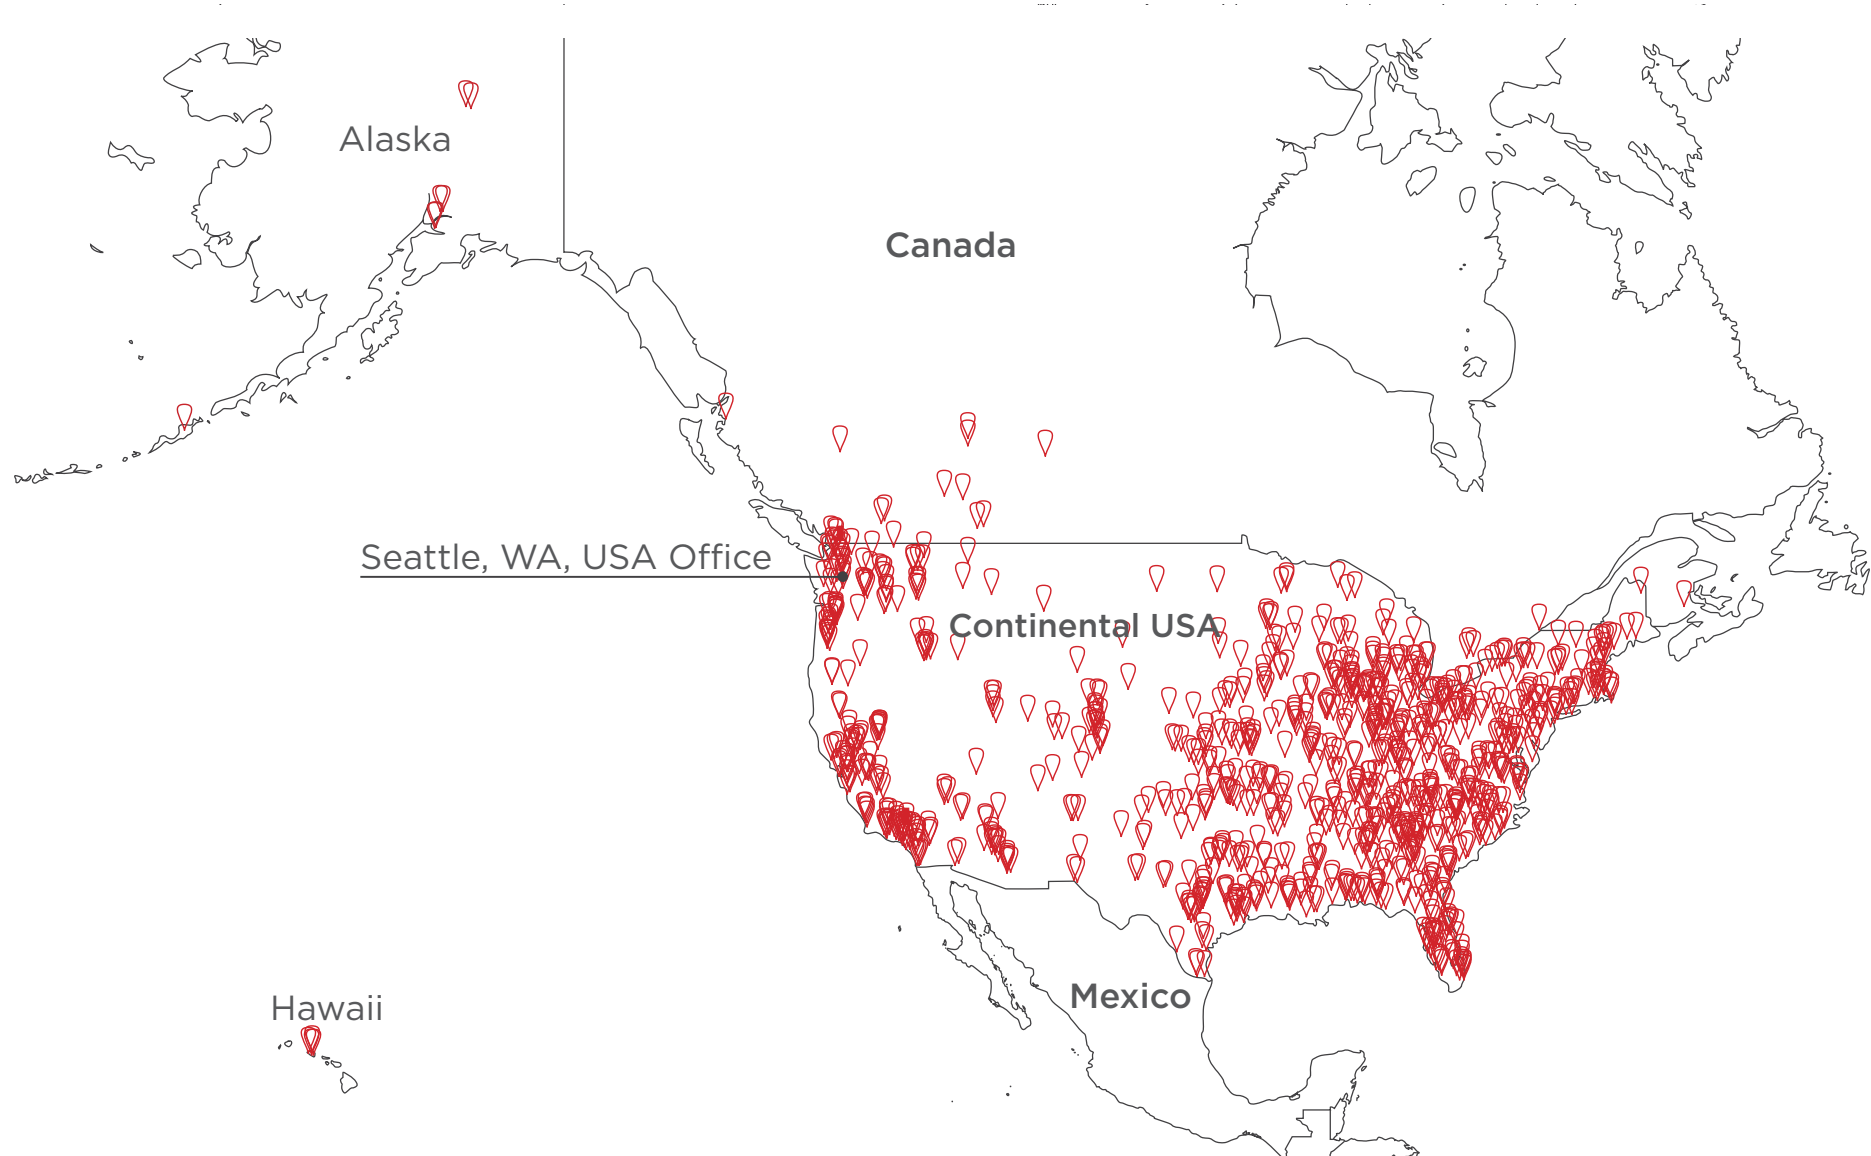 Alaska
Canada
Seattle, WA, USA Office
Continental USA
Mexico
Hawaii